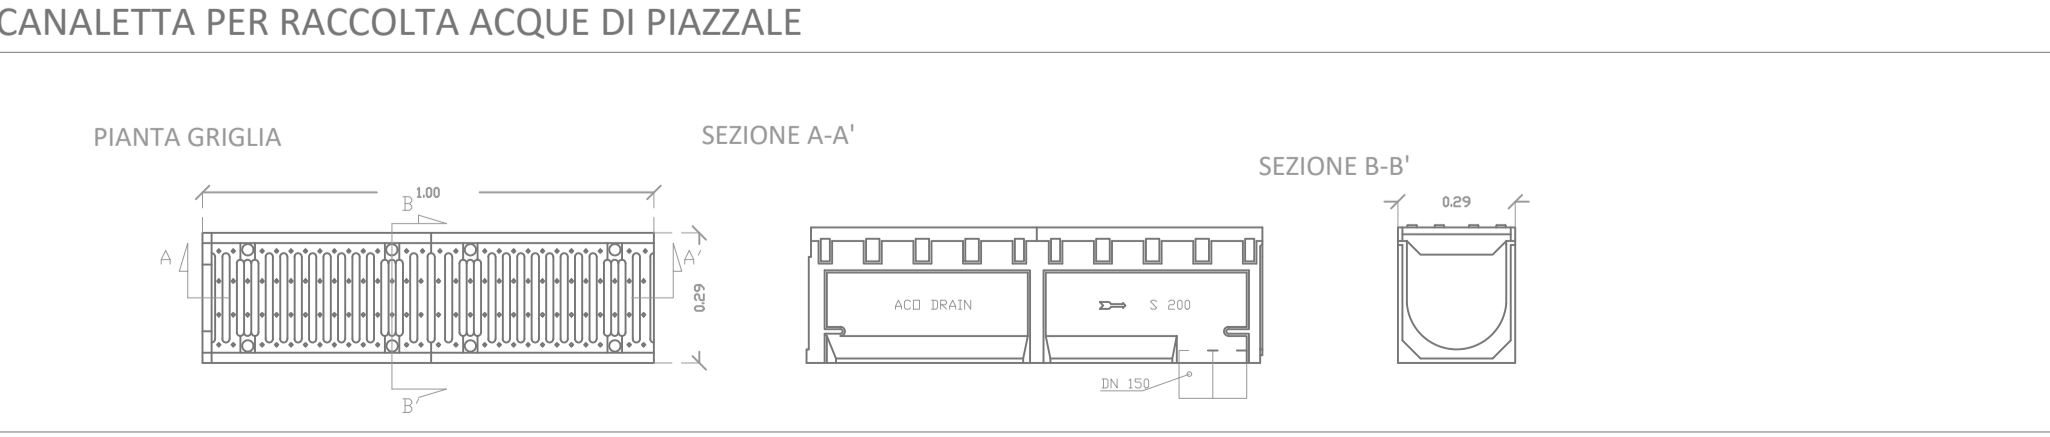 CANALETTA PER RACCOLTA ACQUE DI PIAZZALE
PIANTA GRIGLIA
SEZIONE A-A'
SEZIONE B-B'
1.00
B
0.29
A
A'
0.29
ACO DRAIN
S 200
DN 150
B'